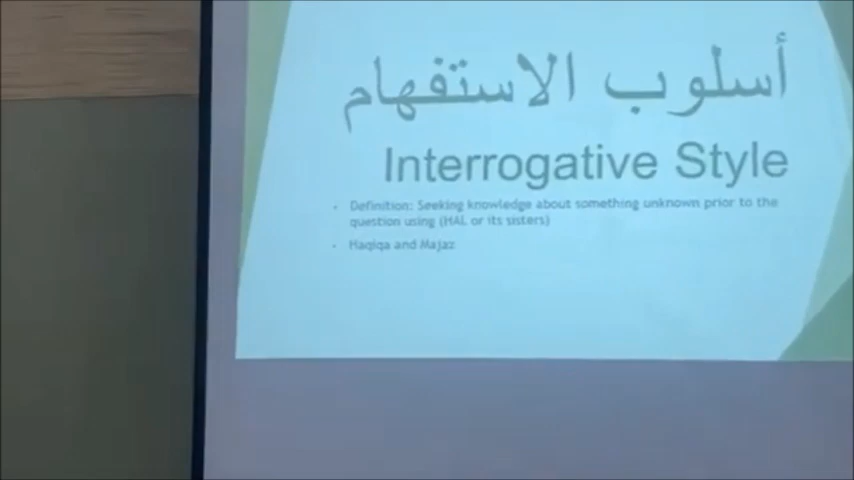 أسلوب الاستفهام
Interrogative Style
• Definition: Seeking knowledge about something unknown prior to the
question using (HAL or its sisters)
• Haqiqa and Majaz